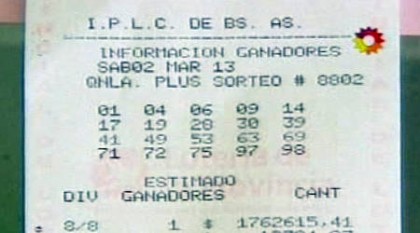 I.P.L.C. DE BS. AS.
INFORMACION GANADORES
SAB02 MAR 13
QNLA. PLUS SORTEO # 8802
01 04 06 09 14
17 19 28 30 39
41 49 53 63 69
71 72 75 97 98
ESTIMADO
DIV GANADORES CANT
8/8 1 $ 1762615,41